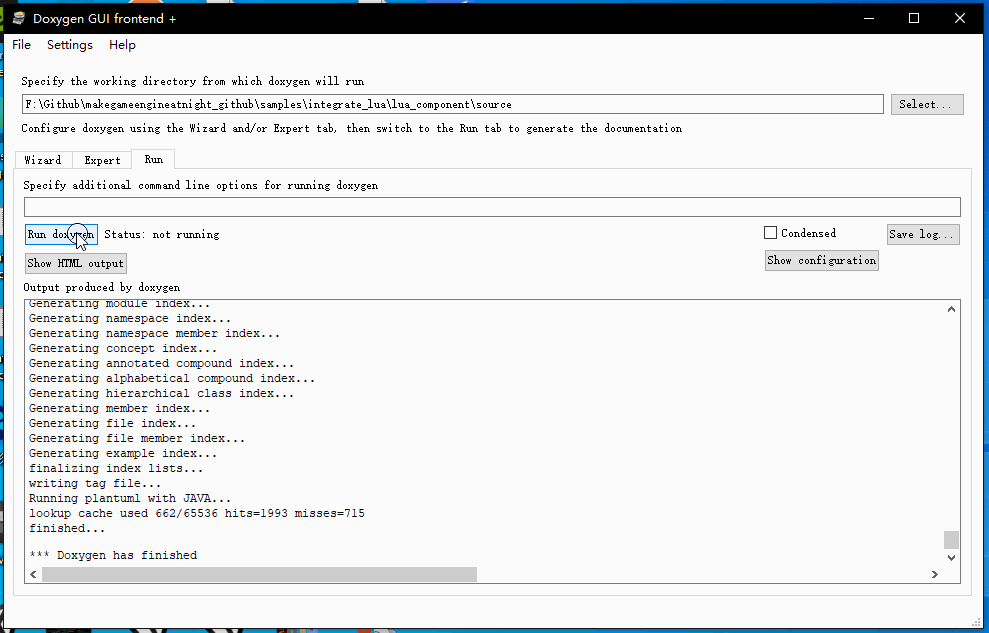 Doxygen GUI frontend +
File Settings Help
Specify the working directory from which doxygen will run
F:\Github\makegameengineatnight_github\samples\integrate_lua\lua_component\source
Select...
Configure doxygen using the Wizard and/or Expert tab, then switch to the Run tab to generate the documentation
Wizard Expert Run
Specify additional command line options for running doxygen
Run doxygen Status: not running
Condensed
Save log...
Show HTML output
Show configuration
Output produced by doxygen
Generating module index...
Generating namespace index...
Generating namespace member index...
Generating concept index...
Generating annotated compound index...
Generating alphabetical compound index...
Generating hierarchical class index...
Generating member index...
Generating file index...
Generating file member index...
Generating example index...
finalizing index lists...
writing tag file...
Running plantuml with JAVA...
lookup cache used 662/65536 hits=1993 misses=715
finished...
*** Doxygen has finished